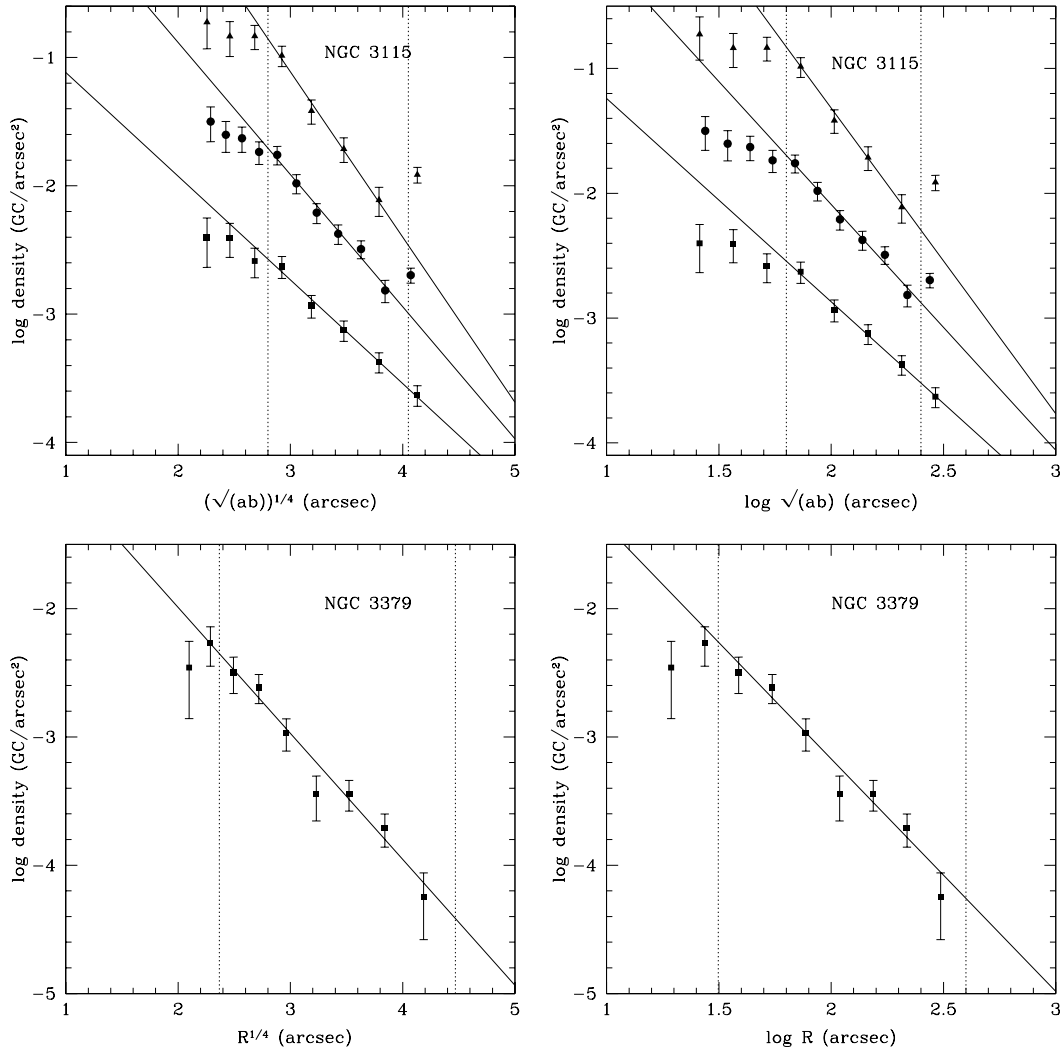 NGC 3115
log density (GC/arcsec²)
−1
−2
−3
−4
1 2 3 4 5
(√(ab))¹/⁴ (arcsec)
NGC 3115
log density (GC/arcsec²)
−1
−2
−3
−4
1 1.5 2 2.5 3
log √(ab) (arcsec)
NGC 3379
log density (GC/arcsec²)
−2
−3
−4
−5
1 2 3 4 5
R¹/⁴ (arcsec)
NGC 3379
log density (GC/arcsec²)
−2
−3
−4
−5
1 1.5 2 2.5 3
log R (arcsec)